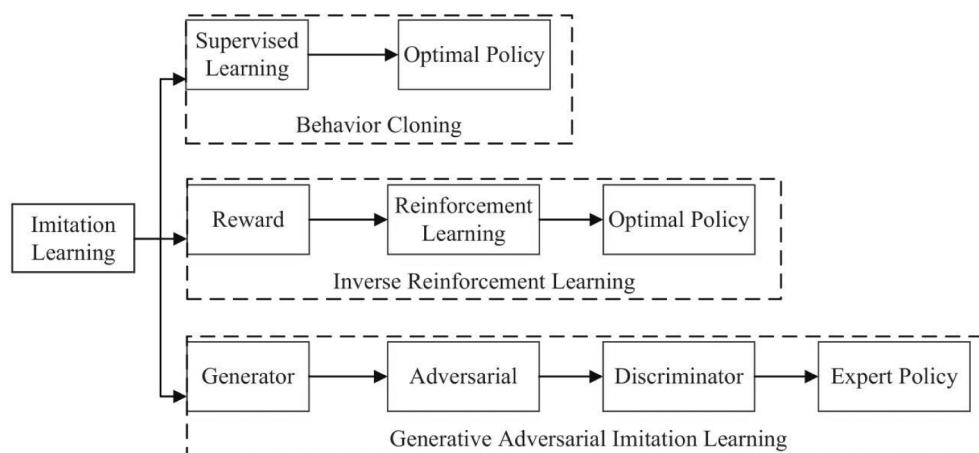 Supervised
Learning
Optimal Policy
Behavior Cloning
Imitation
Learning
Reward
Reinforcement
Learning
Optimal Policy
Inverse Reinforcement Learning
Generator
Adversarial
Discriminator
Expert Policy
Generative Adversarial Imitation Learning